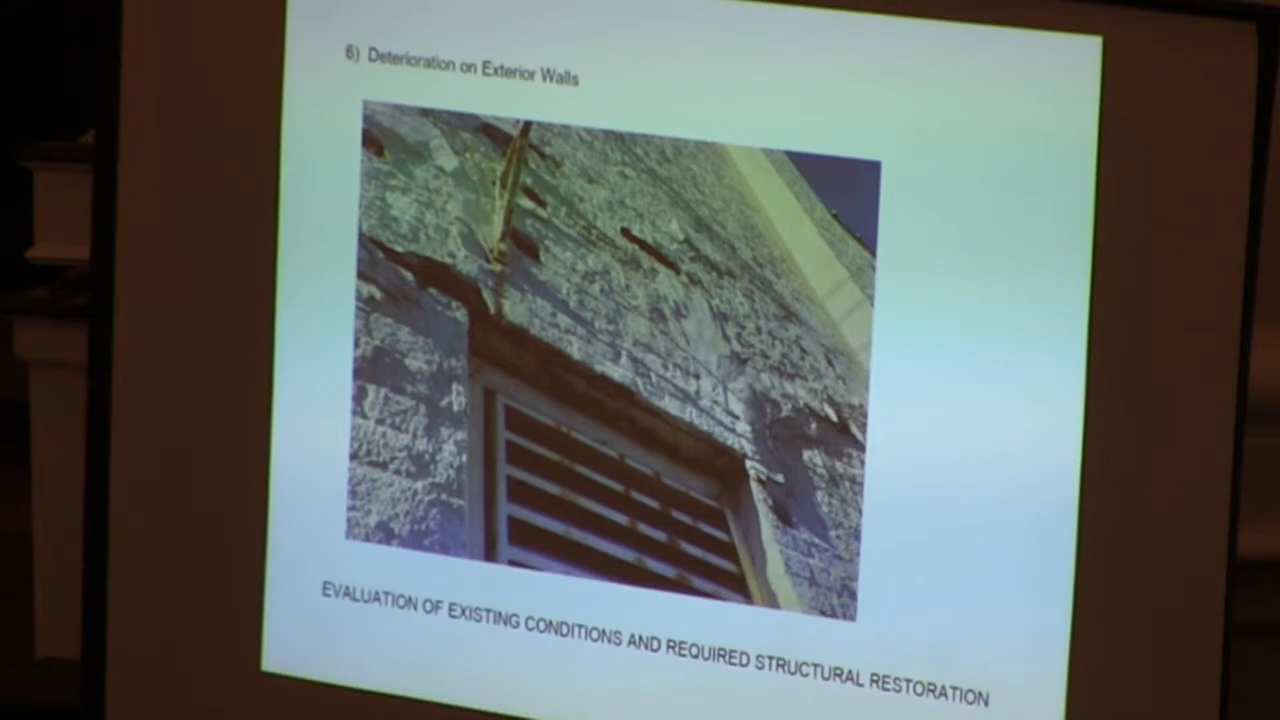 6) Deterioration on Exterior Walls
EVALUATION OF EXISTING CONDITIONS AND REQUIRED STRUCTURAL RESTORATION